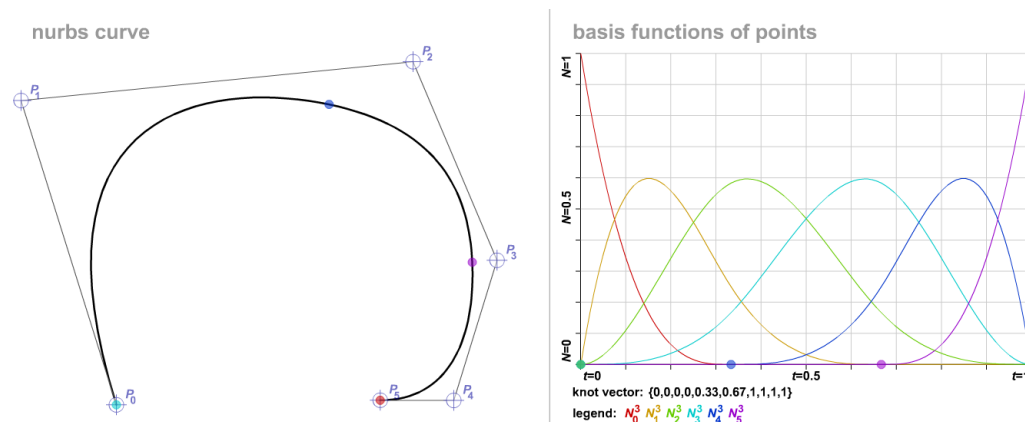 nurbs curve
P₁
P₂
P₃
P₀
P₅
P₄
basis functions of points
N=1
N=0.5
N=0
t=0
t=0.5
t=1
knot vector: {0,0,0,0,0.33,0.67,1,1,1,1}
legend: N₀³ N₁³ N₂³ N₃³ N₄³ N₅³